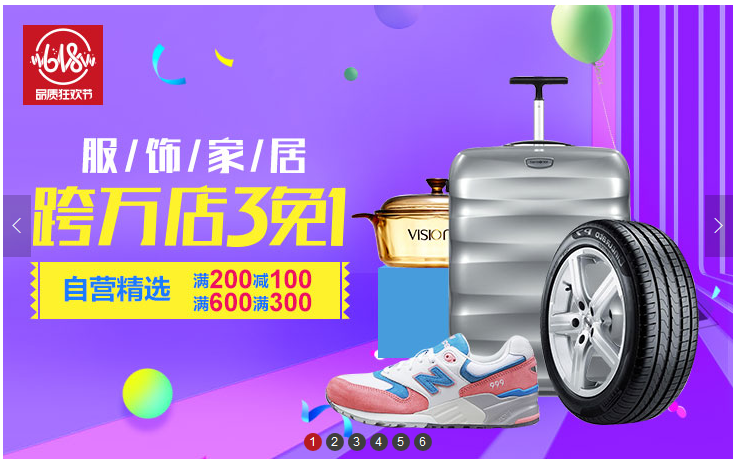 618
品质狂欢节
服/饰/家/居
跨万店3免1
自营精选
满200减100
满600满300
VISION
999
N
1 2 3 4 5 6